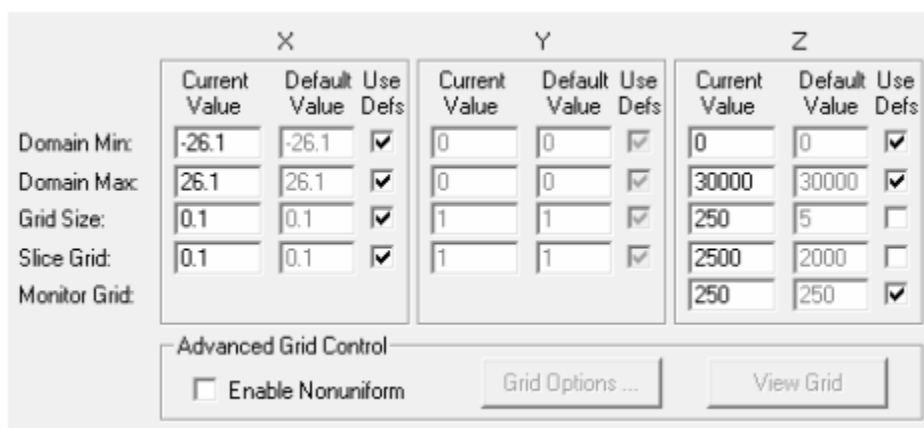 X Y Z
Current Default Use Current Default Use Current Default Use
Value Value Defs Value Value Defs Value Value Defs
Domain Min: -26.1 -26.1 0 0 0 0
Domain Max: 26.1 26.1 0 0 30000 30000
Grid Size: 0.1 0.1 1 1 250 5
Slice Grid: 0.1 0.1 1 1 2500 2000
Monitor Grid: 250 250
Advanced Grid Control
Enable Nonuniform Grid Options ... View Grid